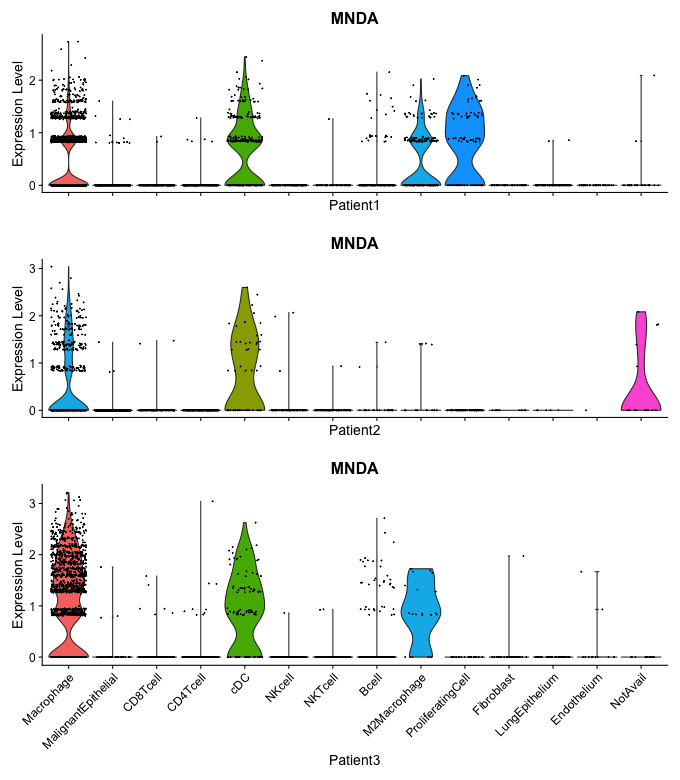 MNDA
Expression Level
2
1
0
Patient1
MNDA
Expression Level
3
2
1
0
Patient2
MNDA
Expression Level
3
2
1
0
Macrophage
MalignantEpithelial
CD8Tcell
CD4Tcell
cDC
NKcell
NKTcell
Bcell
M2Macrophage
ProliferatingCell
Fibroblast
LungEpithelium
Endothelium
NotAvail
Patient3